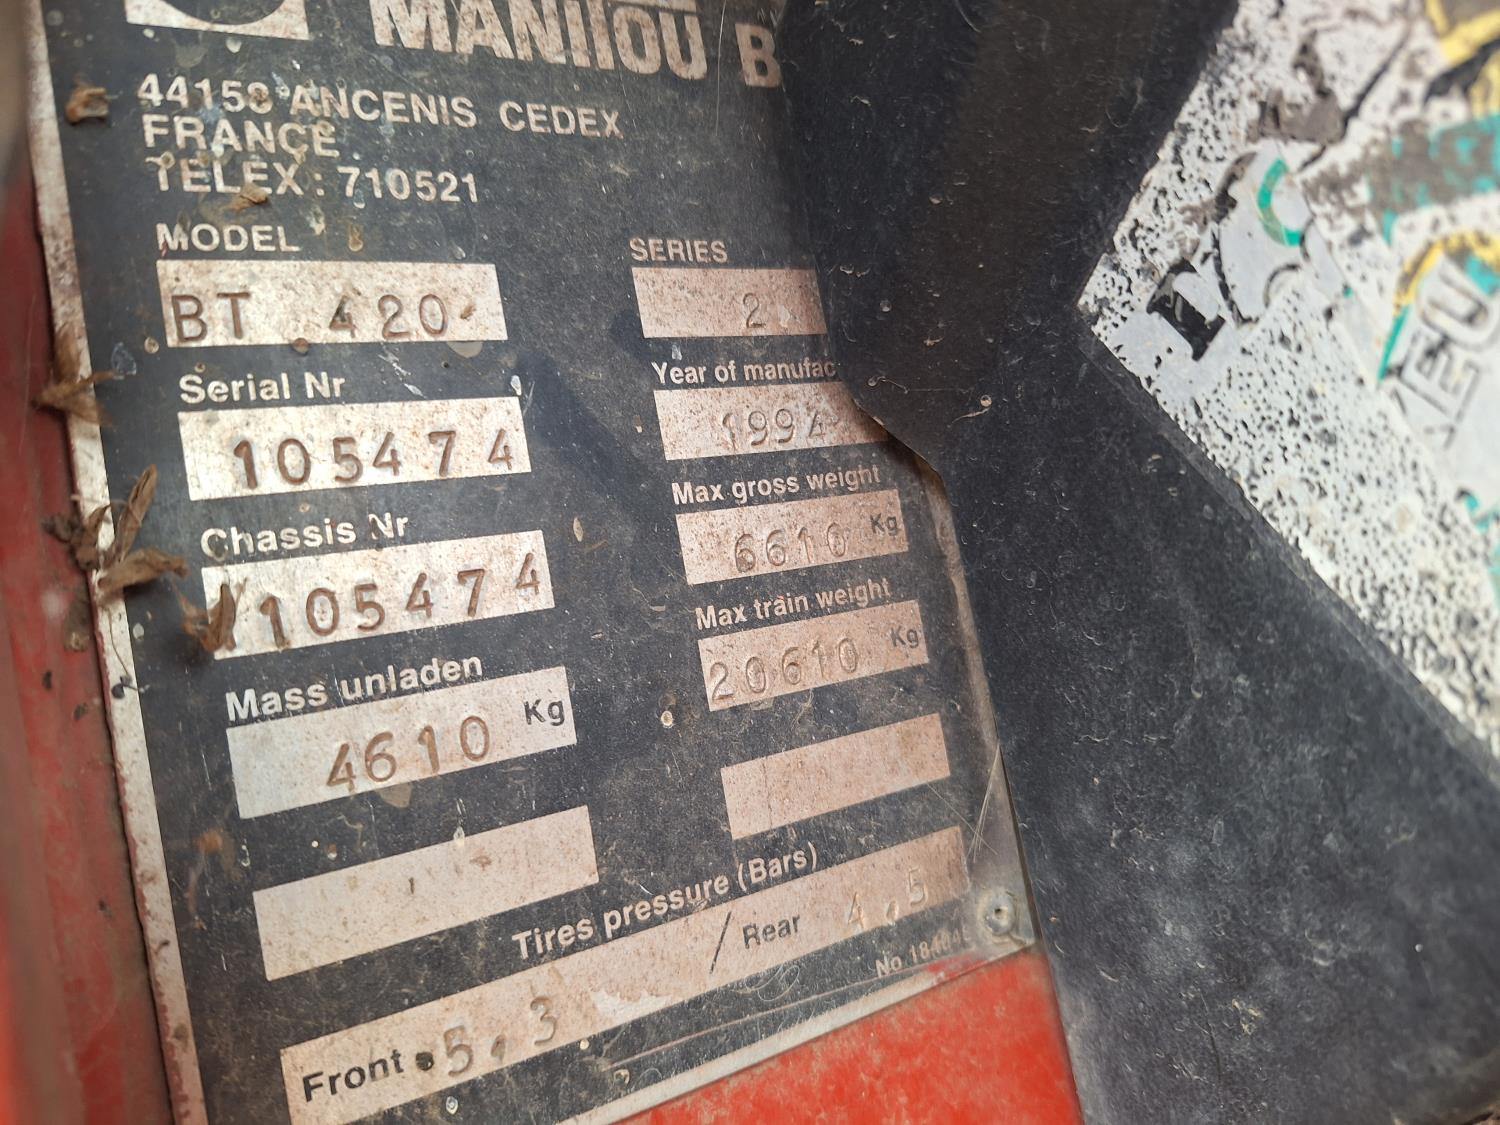 MANITOU B
44158 ANCENIS CEDEX
FRANCE
TELEX : 710521
MODEL SERIES
BT 420 2
Serial Nr Year of manufac
105474 1994
Chassis Nr Max gross weight
105474 6610 Kg
Mass unladen Max train weight
4610 Kg 20610 Kg
Tires pressure (Bars)
Front 5,3 / Rear 4,5